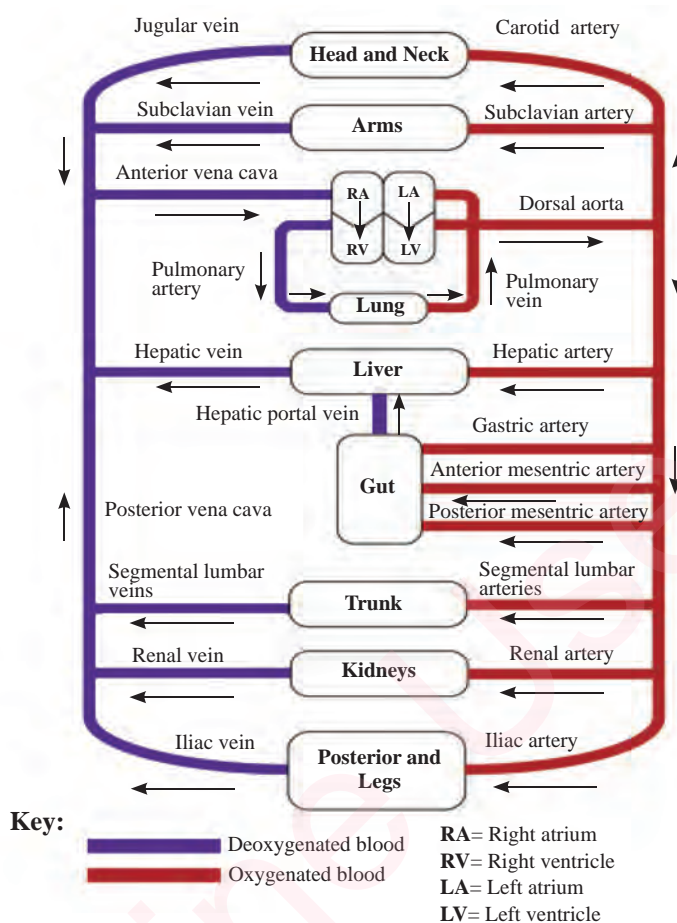 Jugular vein
Carotid artery
Head and Neck
Subclavian vein
Arms
Subclavian artery
Anterior vena cava
RA
LA
Dorsal aorta
RV
LV
Pulmonary
artery
Lung
Pulmonary
vein
Hepatic vein
Liver
Hepatic artery
Hepatic portal vein
Gastric artery
Gut
Anterior mesentric artery
Posterior mesentric artery
Posterior vena cava
Segmental lumbar
veins
Trunk
Segmental lumbar
arteries
Renal vein
Kidneys
Renal artery
Iliac vein
Posterior and
Legs
Iliac artery
Key:
Deoxygenated blood
Oxygenated blood
RA= Right atrium
RV= Right ventricle
LA= Left atrium
LV= Left ventricle
ine Use